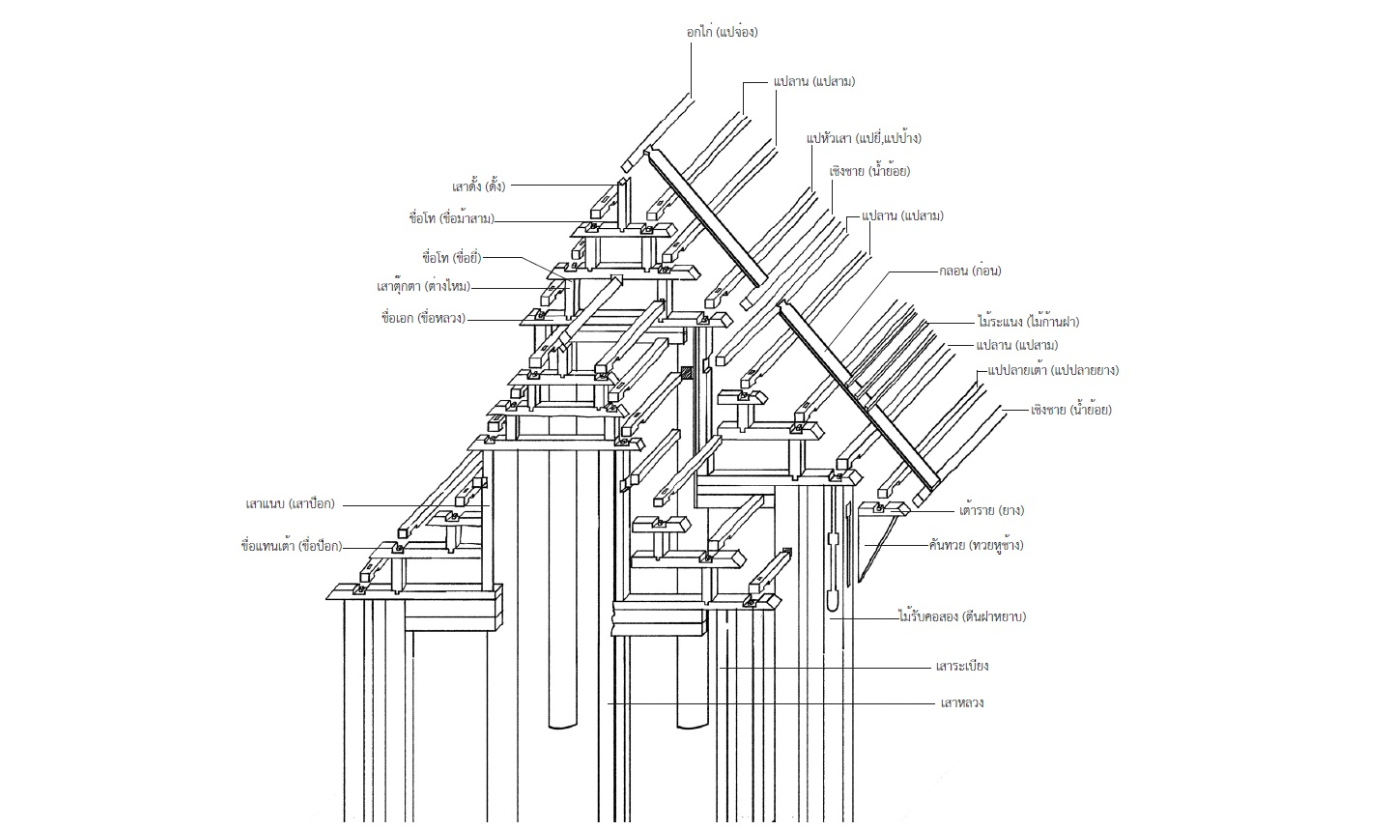 อกไก่ (แปจ๋อง)
แปลาน (แปสาม)
แปหัวเสา (แปยี่,แปป้าง)
เชิงชาย (น้ำย้อย)
เสาดั้ง (ดั้ง)
ขื่อโท (ขื่อม้าสาม)
แปลาน (แปสาม)
ขื่อโท (ขื่อยี่)
กลอน (ก้อน)
เสาตุ๊กตา (ต่างไหม)
ขื่อเอก (ขื่อหลวง)
ไม้ระแนง (ไม้ก้านฝา)
แปลาน (แปสาม)
แปปลายเต้า (แปปลายยาง)
เชิงชาย (น้ำย้อย)
เสาแนบ (เสาป๊อก)
เต้าราย (ยาง)
ขื่อแทนเต้า (ขื่อป๊อก)
คันทวย (ทวยหูช้าง)
ไม้รับคอสอง (ตีนฝาหยาบ)
เสาระเบียง
เสาหลวง